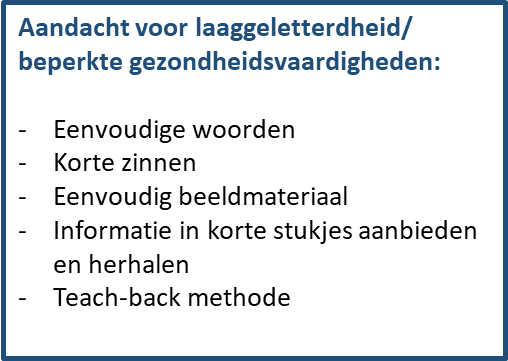 Aandacht voor laaggeletterdheid/
beperkte gezondheidsvaardigheden:
- Eenvoudige woorden
- Korte zinnen
- Eenvoudig beeldmateriaal
- Informatie in korte stukjes aanbieden
en herhalen
- Teach-back methode